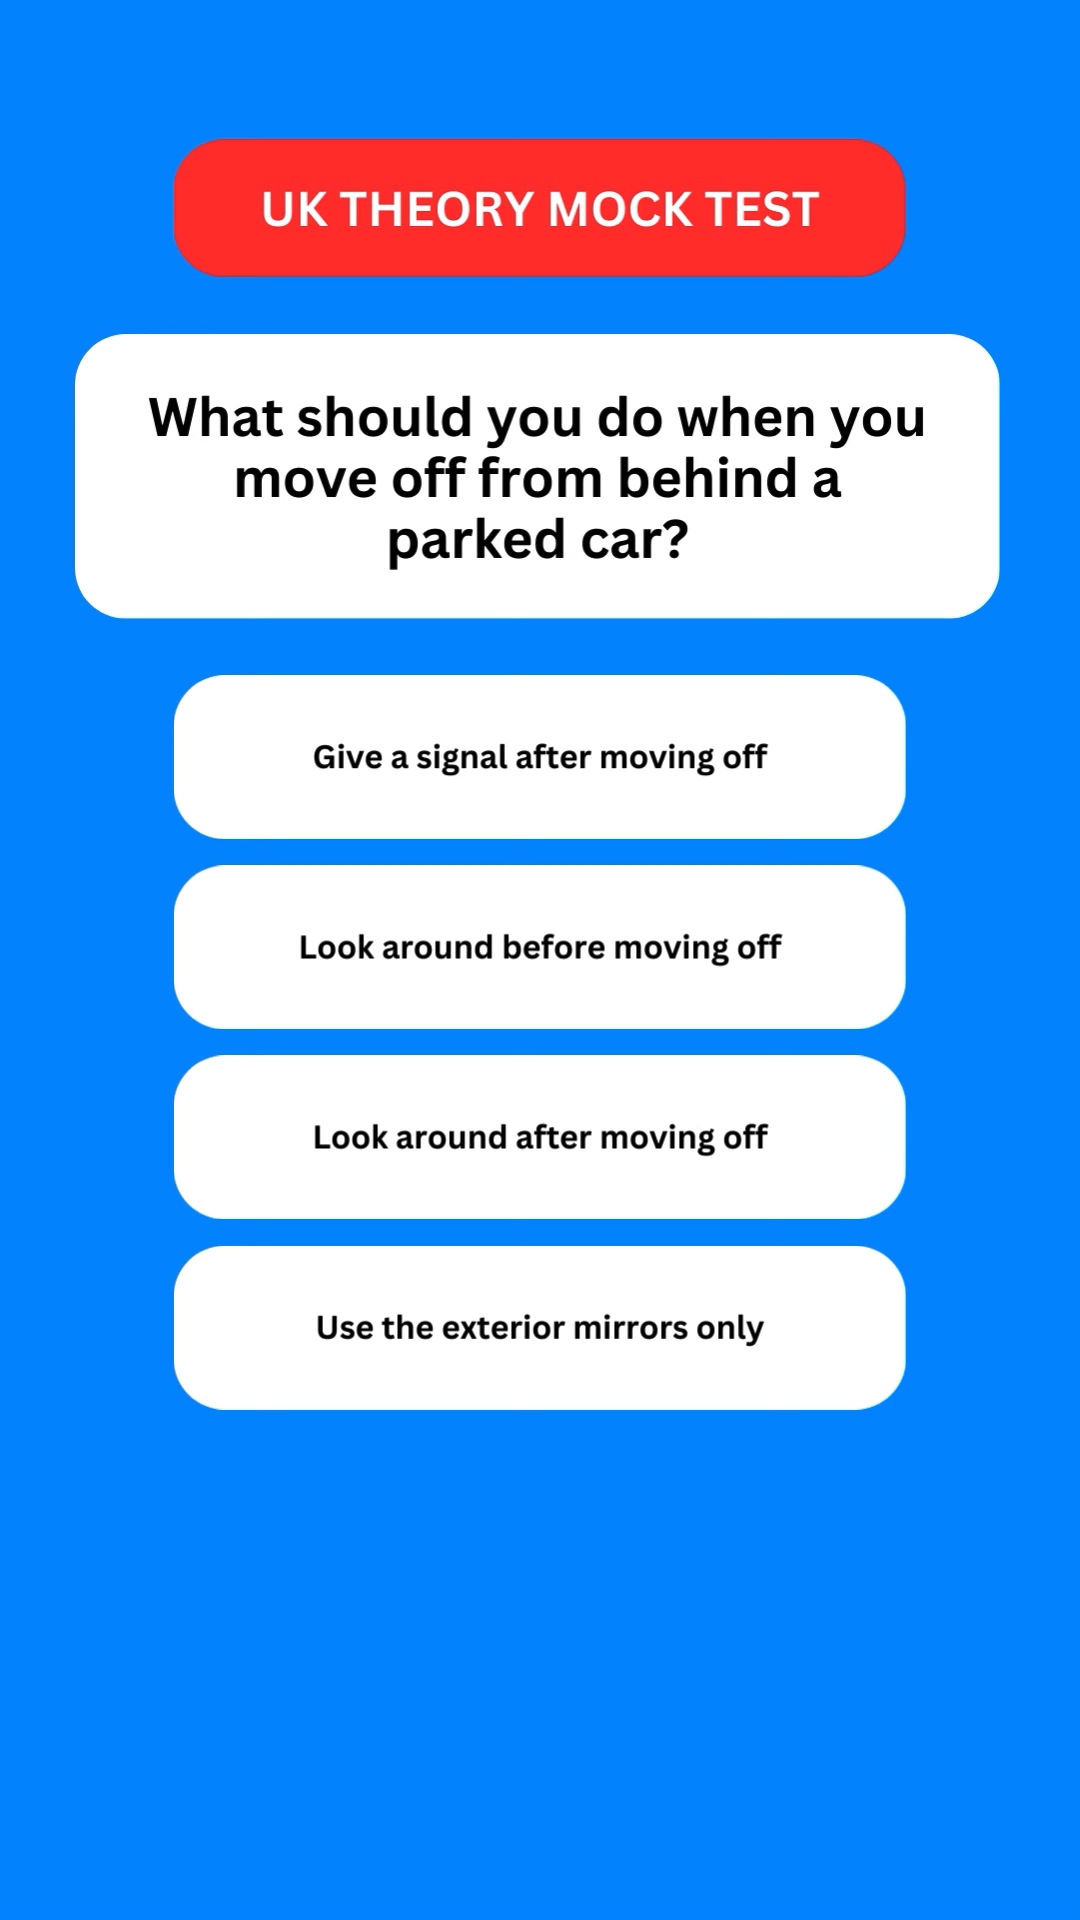 UK THEORY MOCK TEST
What should you do when you
move off from behind a
parked car?
Give a signal after moving off
Look around before moving off
Look around after moving off
Use the exterior mirrors only